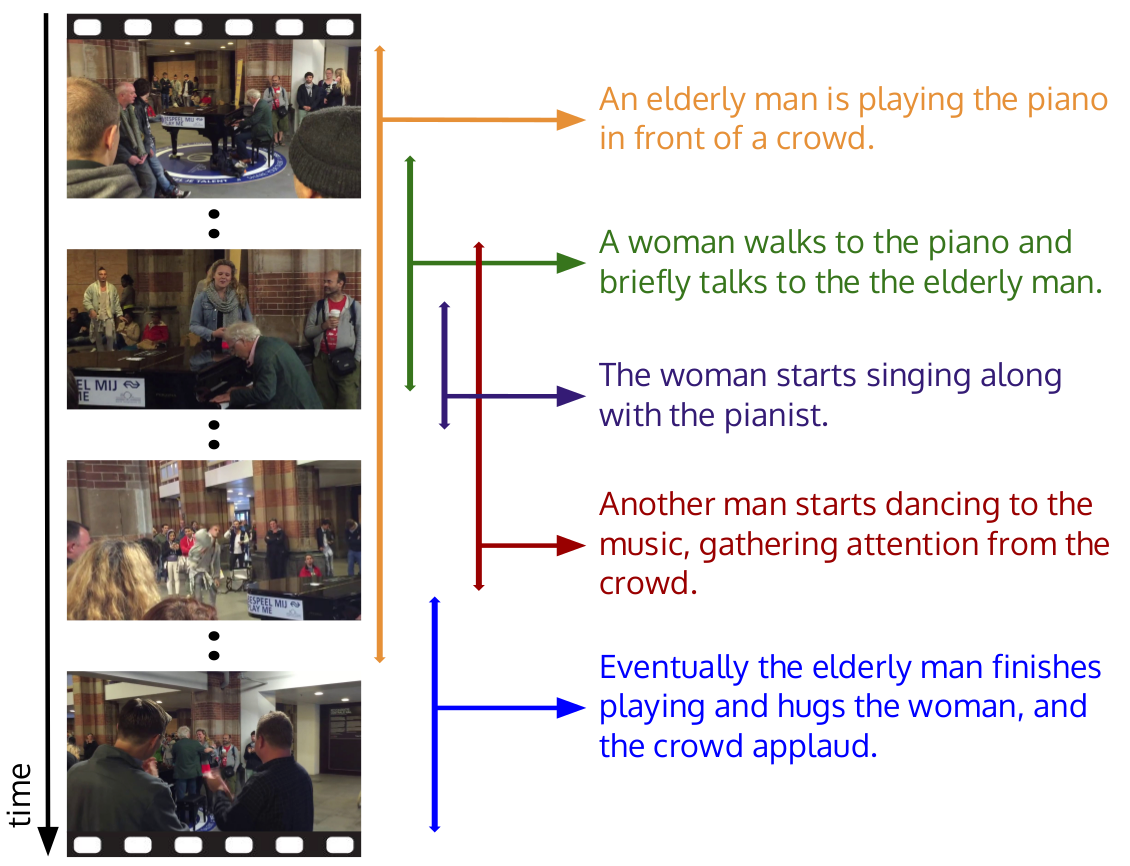 An elderly man is playing the piano
in front of a crowd.
A woman walks to the piano and
briefly talks to the the elderly man.
The woman starts singing along
with the pianist.
Another man starts dancing to the
music, gathering attention from the
crowd.
Eventually the elderly man finishes
playing and hugs the woman, and
the crowd applaud.
time
ESPEEL MIJ
PLAY ME
JE TALENT
EL MIJ
ME
ESPEEL MIJ
PLAY ME